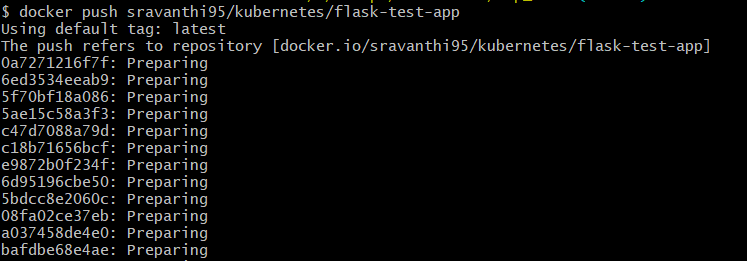 $ docker push sravanthi95/kubernetes/flask-test-app
Using default tag: latest
The push refers to repository [docker.io/sravanthi95/kubernetes/flask-test-app]
0a7271216f7f: Preparing
6ed3534eeab9: Preparing
5f70bf18a086: Preparing
5ae15c58a3f3: Preparing
c47d7088a79d: Preparing
c18b71656bcf: Preparing
e9872b0f234f: Preparing
6d95196cbe50: Preparing
5bdcc8e2060c: Preparing
08fa02ce37eb: Preparing
a037458de4e0: Preparing
bafdbe68e4ae: Preparing